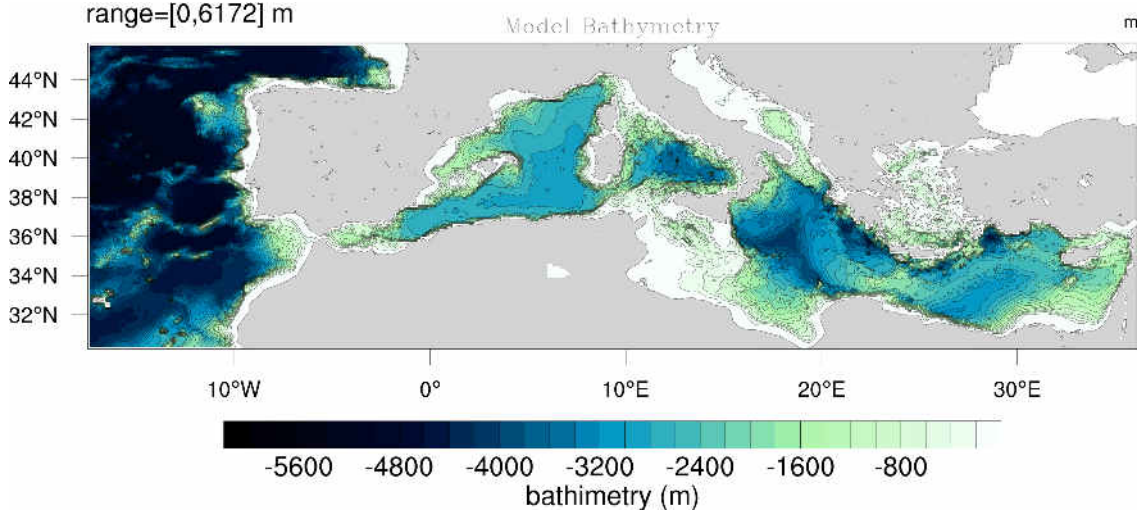 range=[0,6172] m
Model Bathymetry
m
44°N
42°N
40°N
38°N
36°N
34°N
32°N
10°W 0° 10°E 20°E 30°E
-5600 -4800 -4000 -3200 -2400 -1600 -800
bathimetry (m)